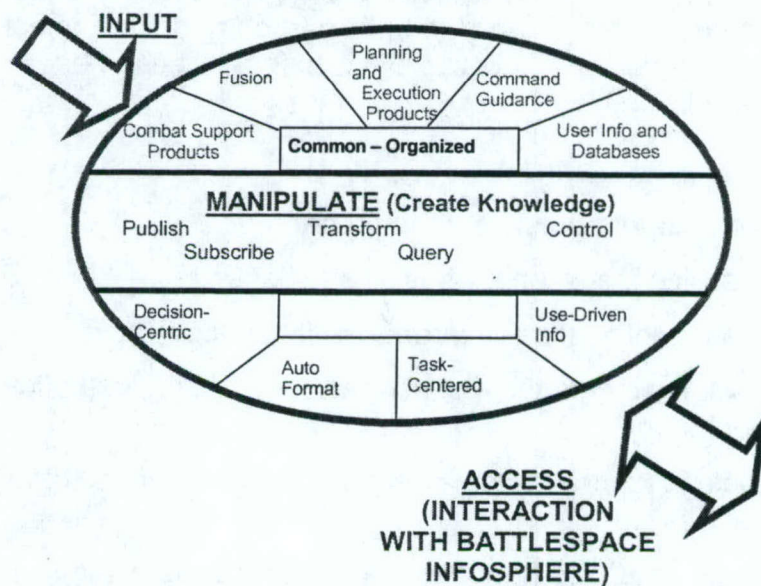 INPUT
Fusion
Planning
and
Execution
Products
Command
Guidance
Combat Support
Products
Common – Organized
User Info and
Databases
MANIPULATE (Create Knowledge)
Publish Transform Control
Subscribe Query
Decision-
Centric
Use-Driven
Info
Auto
Format
Task-
Centered
ACCESS
(INTERACTION
WITH BATTLESPACE
INFOSPHERE)